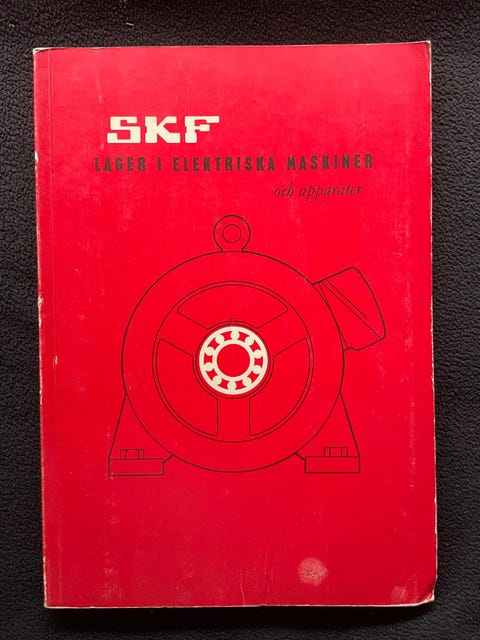 SKF
LAGER I ELEKTRISKA MASKINER
och apparater